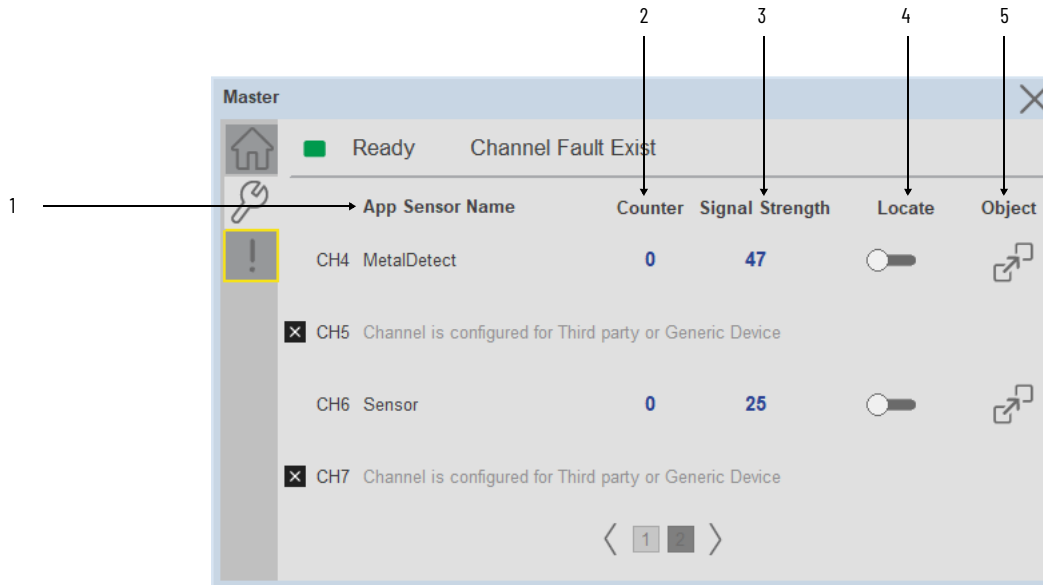 2 3 4 5
Master
Ready Channel Fault Exist
1
App Sensor Name Counter Signal Strength Locate Object
CH4 MetalDetect 0 47
CH5 Channel is configured for Third party or Generic Device
CH6 Sensor 0 25
CH7 Channel is configured for Third party or Generic Device
1 2